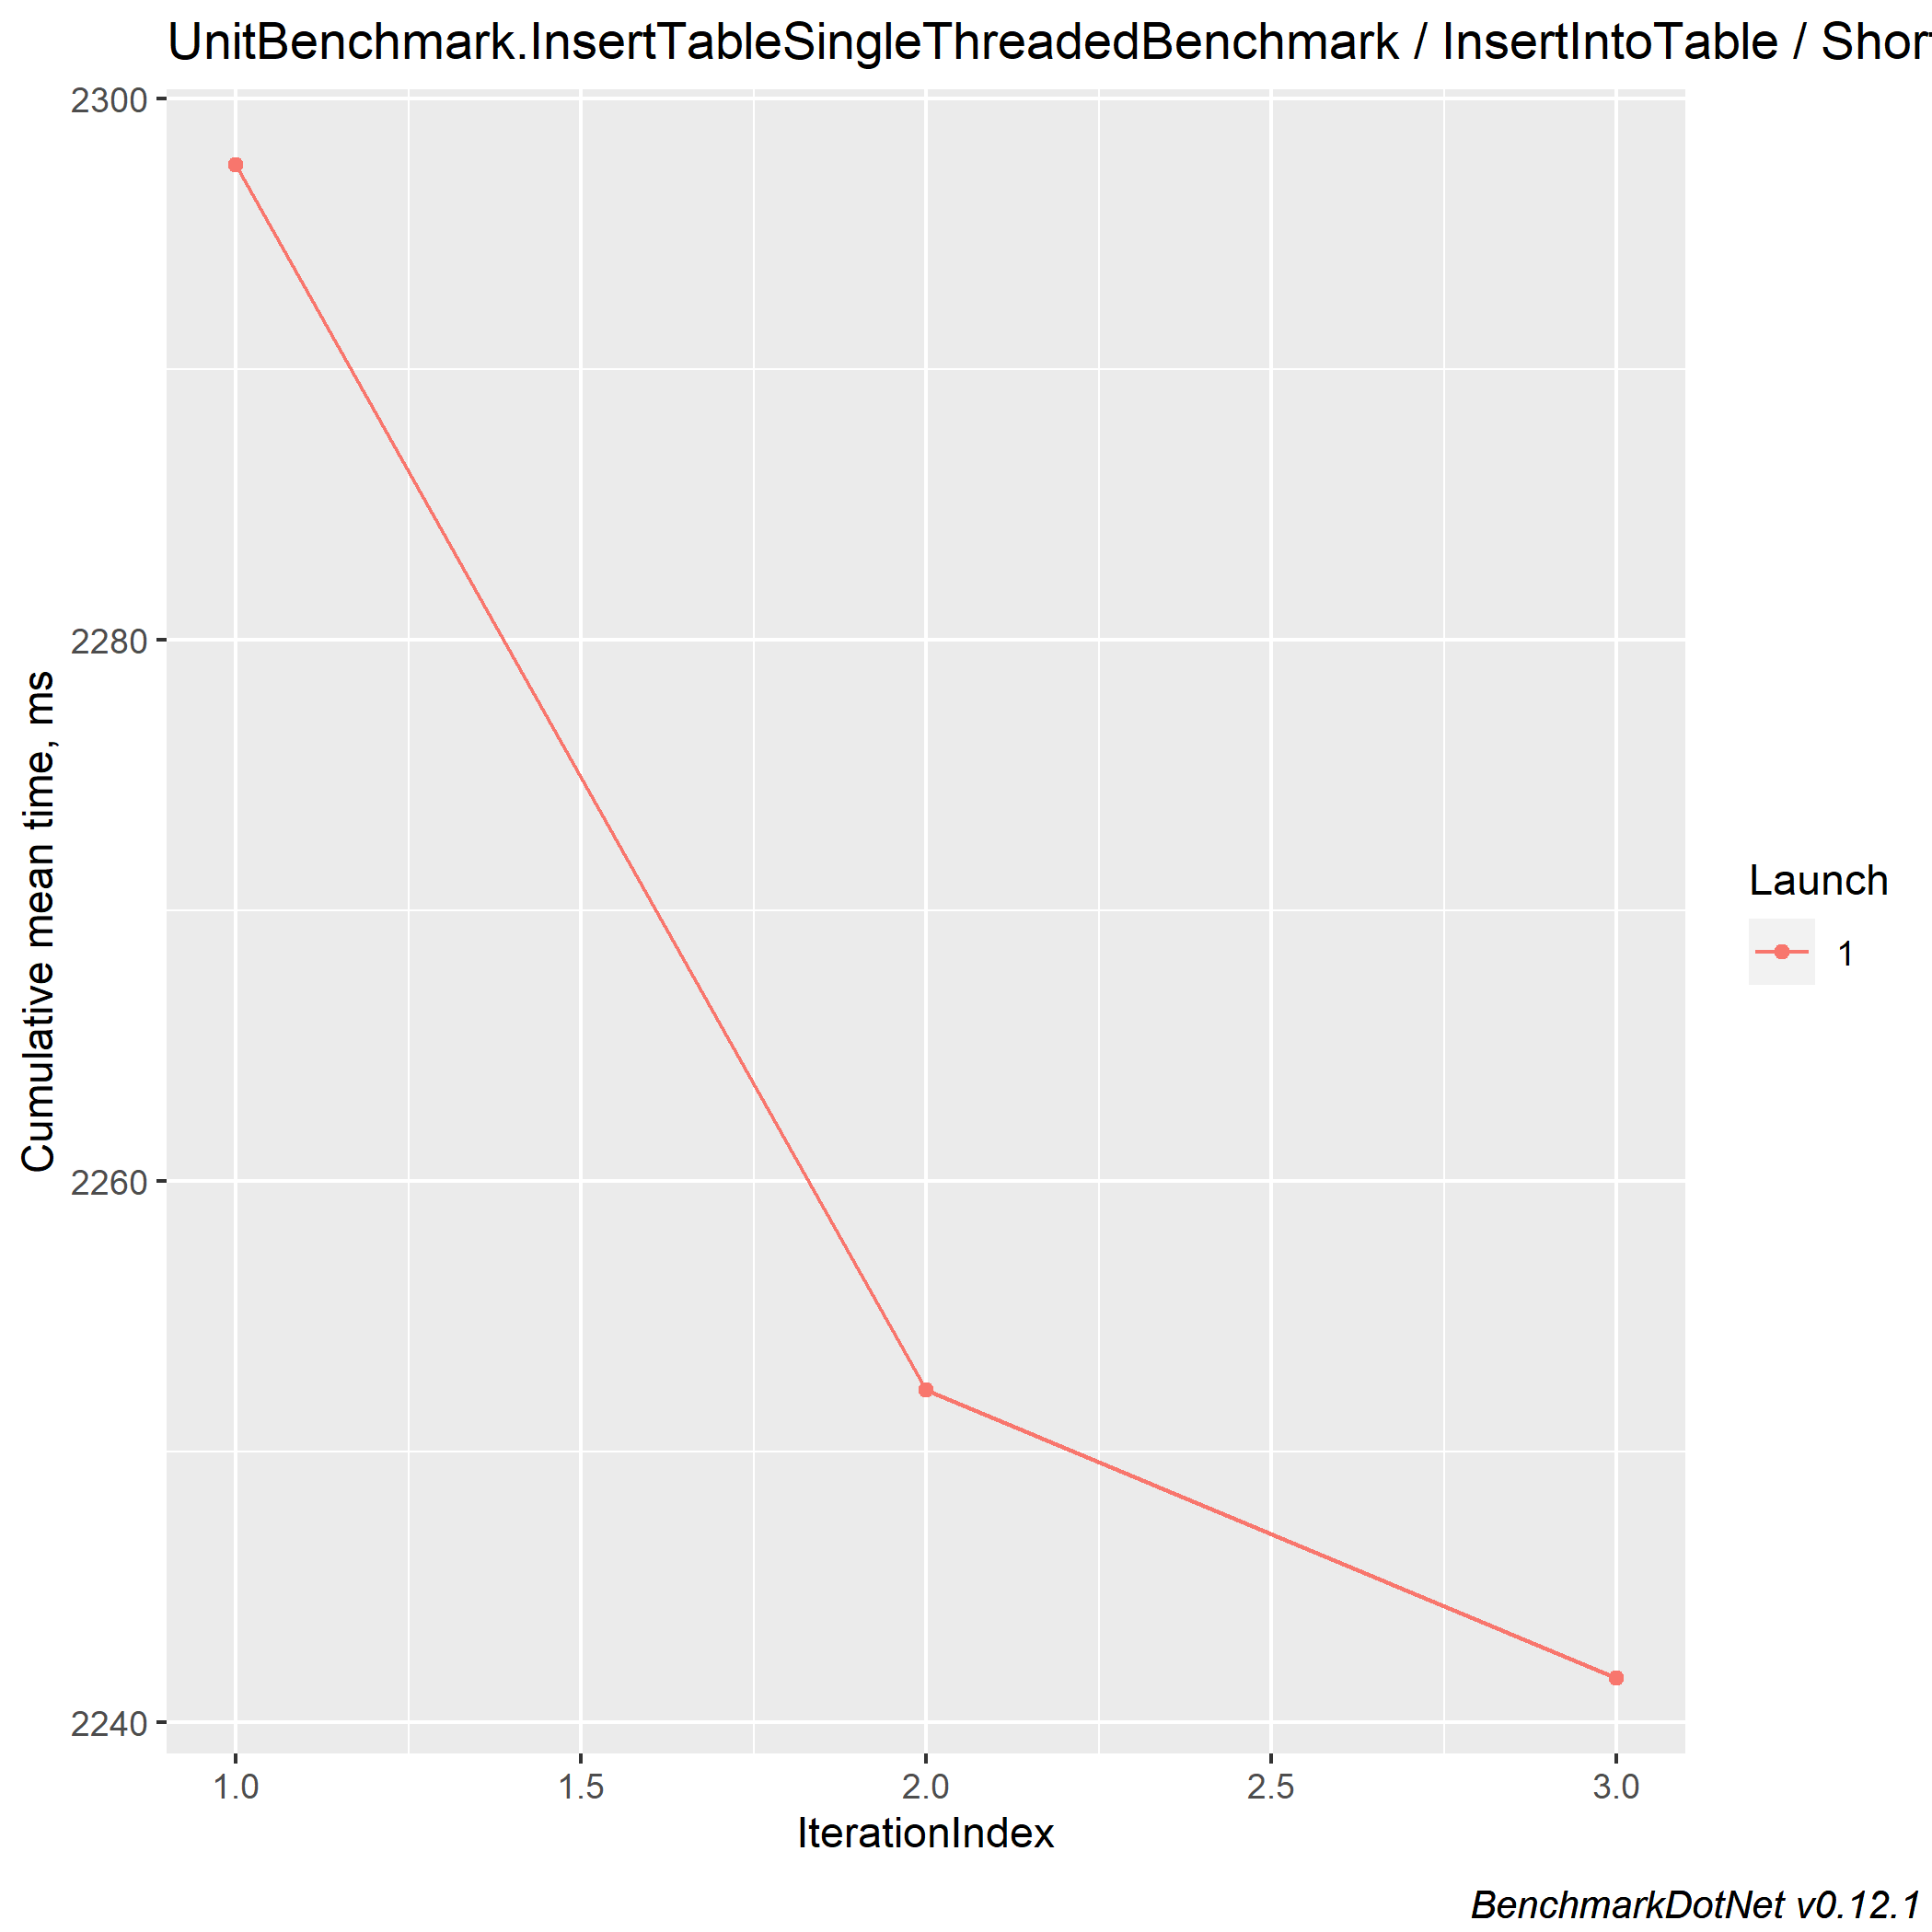 UnitBenchmark.InsertTableSingleThreadedBenchmark / InsertIntoTable / Shor
2300
2280
2260
2240
Cumulative mean time, ms
1.0 1.5 2.0 2.5 3.0
IterationIndex
Launch
1
BenchmarkDotNet v0.12.1